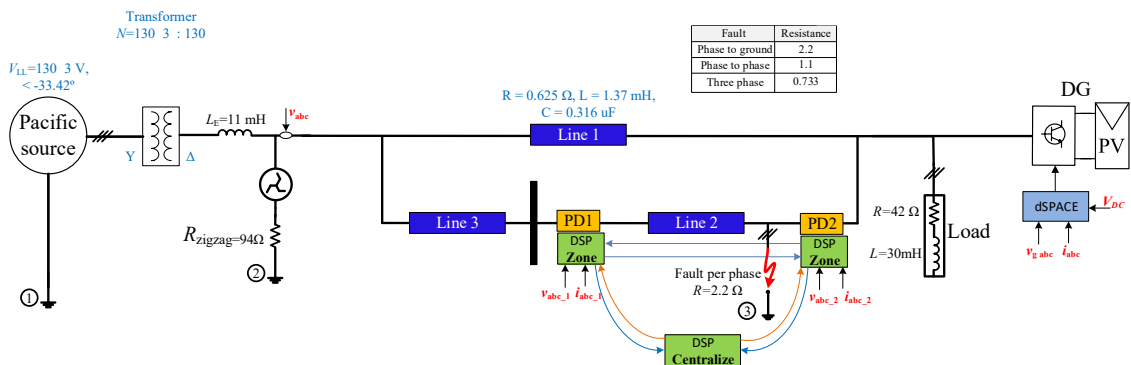 Transformer
N=130 3 : 130
V_LL=130 3 V,
< -33.42º
Pacific
source
Y
Δ
L_E=11 mH
v_abc
R_zigzag=94Ω
1
2
R = 0.625 Ω, L = 1.37 mH,
C = 0.316 uF
Line 1
Line 3
PD1
Line 2
PD2
DSP
Zone
DSP
Zone
v_abc_1 i_abc_1
v_abc_2 i_abc_2
Fault per phase
R=2.2 Ω
3
DSP
Centralize
Fault Resistance
Phase to ground 2.2
Phase to phase 1.1
Three phase 0.733
R=42 Ω
L=30mH
Load
DG
PV
dSPACE
V_DC
v_g abc i_abc